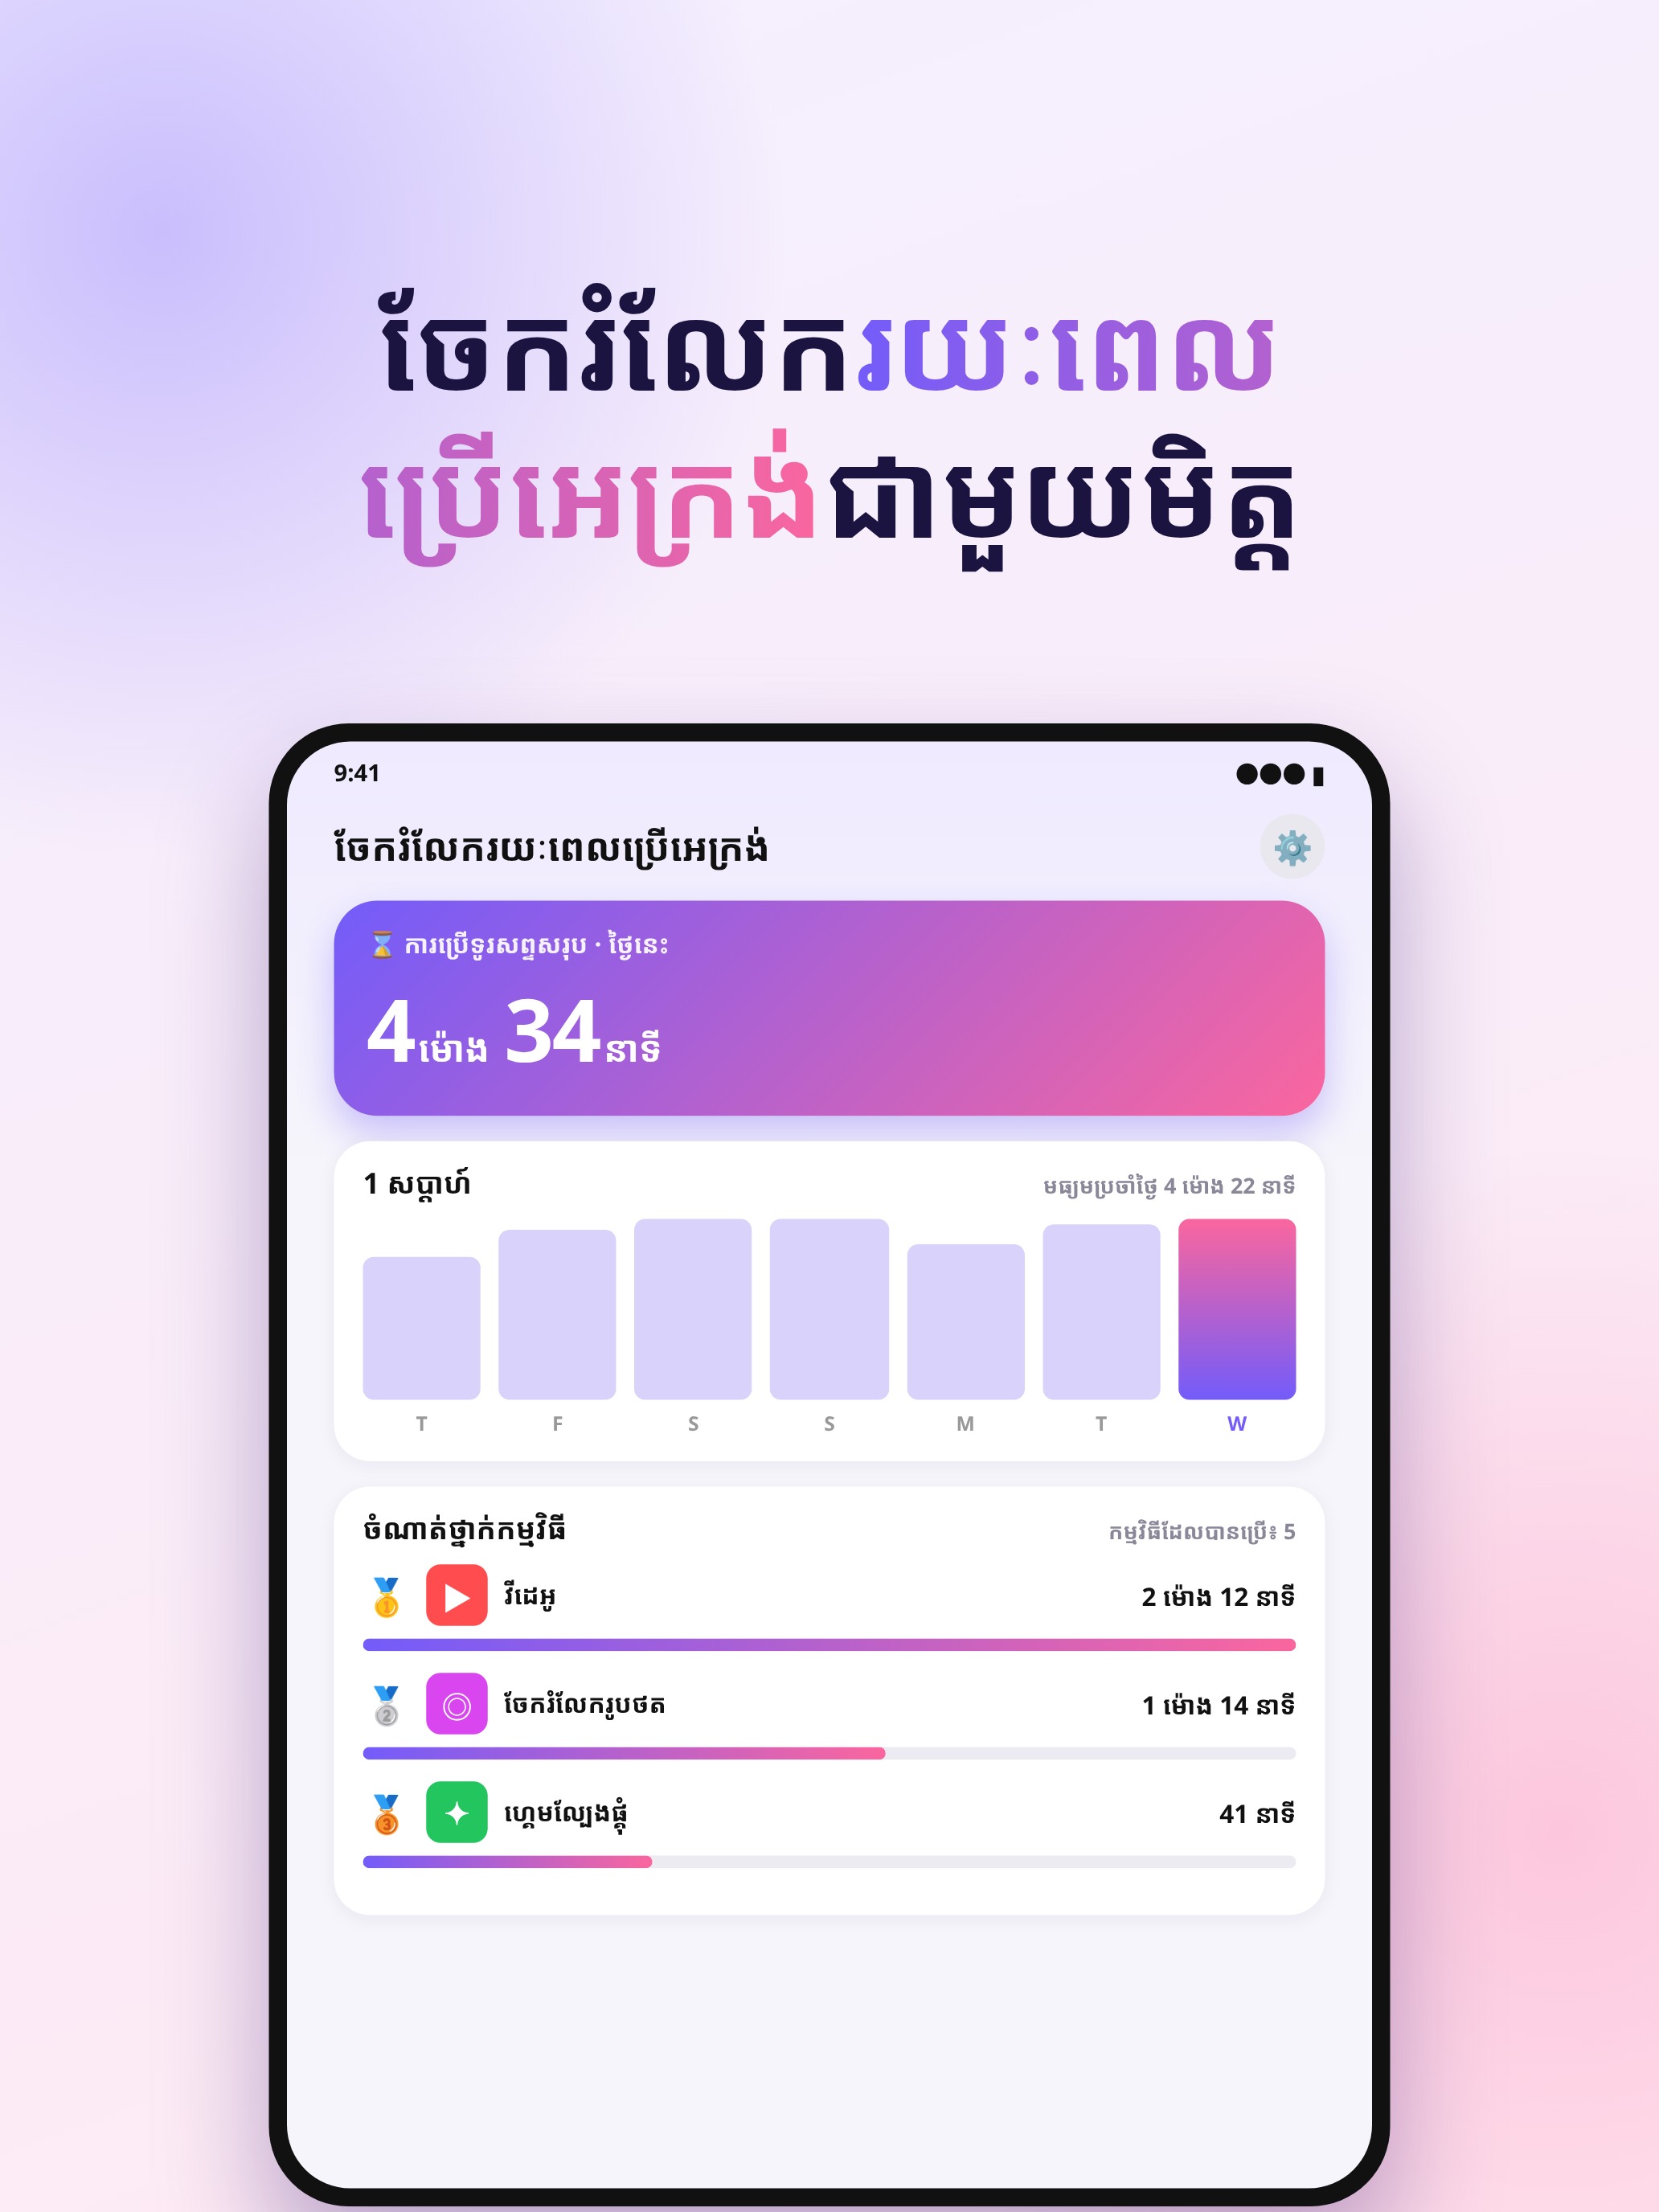 ចែករំលែករយៈពេល
ប្រើអេក្រង់ជាមួយមិត្ត
9:41
ចែករំលែករយៈពេលប្រើអេក្រង់
ការប្រើទូរសព្ទសរុប · ថ្ងៃនេះ
4ម៉ោង 34នាទី
1 សប្តាហ៍
មធ្យមប្រចាំថ្ងៃ 4 ម៉ោង 22 នាទី
T F S S M T W
ចំណាត់ថ្នាក់កម្មវិធី
កម្មវិធីដែលបានប្រើ៖ 5
វីដេអូ
2 ម៉ោង 12 នាទី
ចែករំលែករូបថត
1 ម៉ោង 14 នាទី
ហ្គេមល្បែងផ្គុំ
41 នាទី